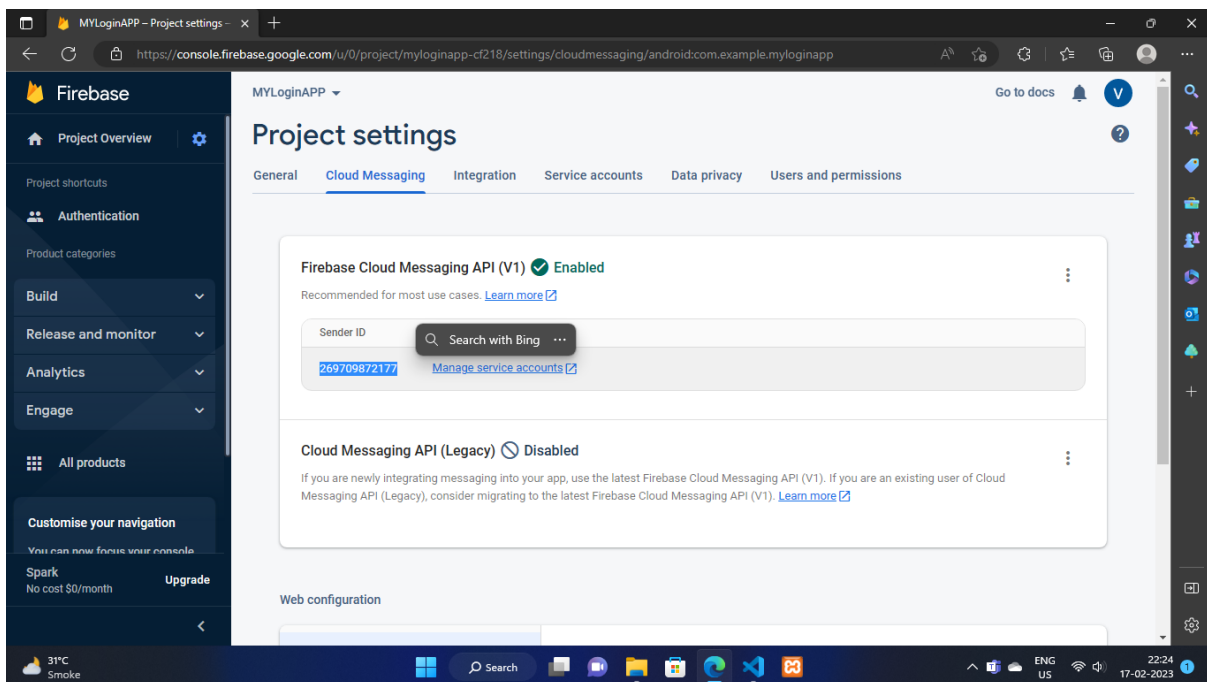 MYLoginAPP – Project settings –
https://console.firebase.google.com/u/0/project/myloginapp-cf218/settings/cloudmessaging/android:com.example.myloginapp
Firebase
MYLoginAPP
Go to docs
V
Project Overview
Project settings
General Cloud Messaging Integration Service accounts Data privacy Users and permissions
Project shortcuts
Authentication
Product categories
Build
Release and monitor
Analytics
Engage
All products
Customise your navigation
You can now focus your console
Spark
No cost $0/month
Upgrade
Firebase Cloud Messaging API (V1) Enabled
Recommended for most use cases. Learn more
Sender ID
Search with Bing
269709872177
Manage service accounts
Cloud Messaging API (Legacy) Disabled
If you are newly integrating messaging into your app, use the latest Firebase Cloud Messaging API (V1). If you are an existing user of Cloud
Messaging API (Legacy), consider migrating to the latest Firebase Cloud Messaging API (V1). Learn more
Web configuration
31°C
Smoke
Search
ENG
US
22:24
17-02-2023
1